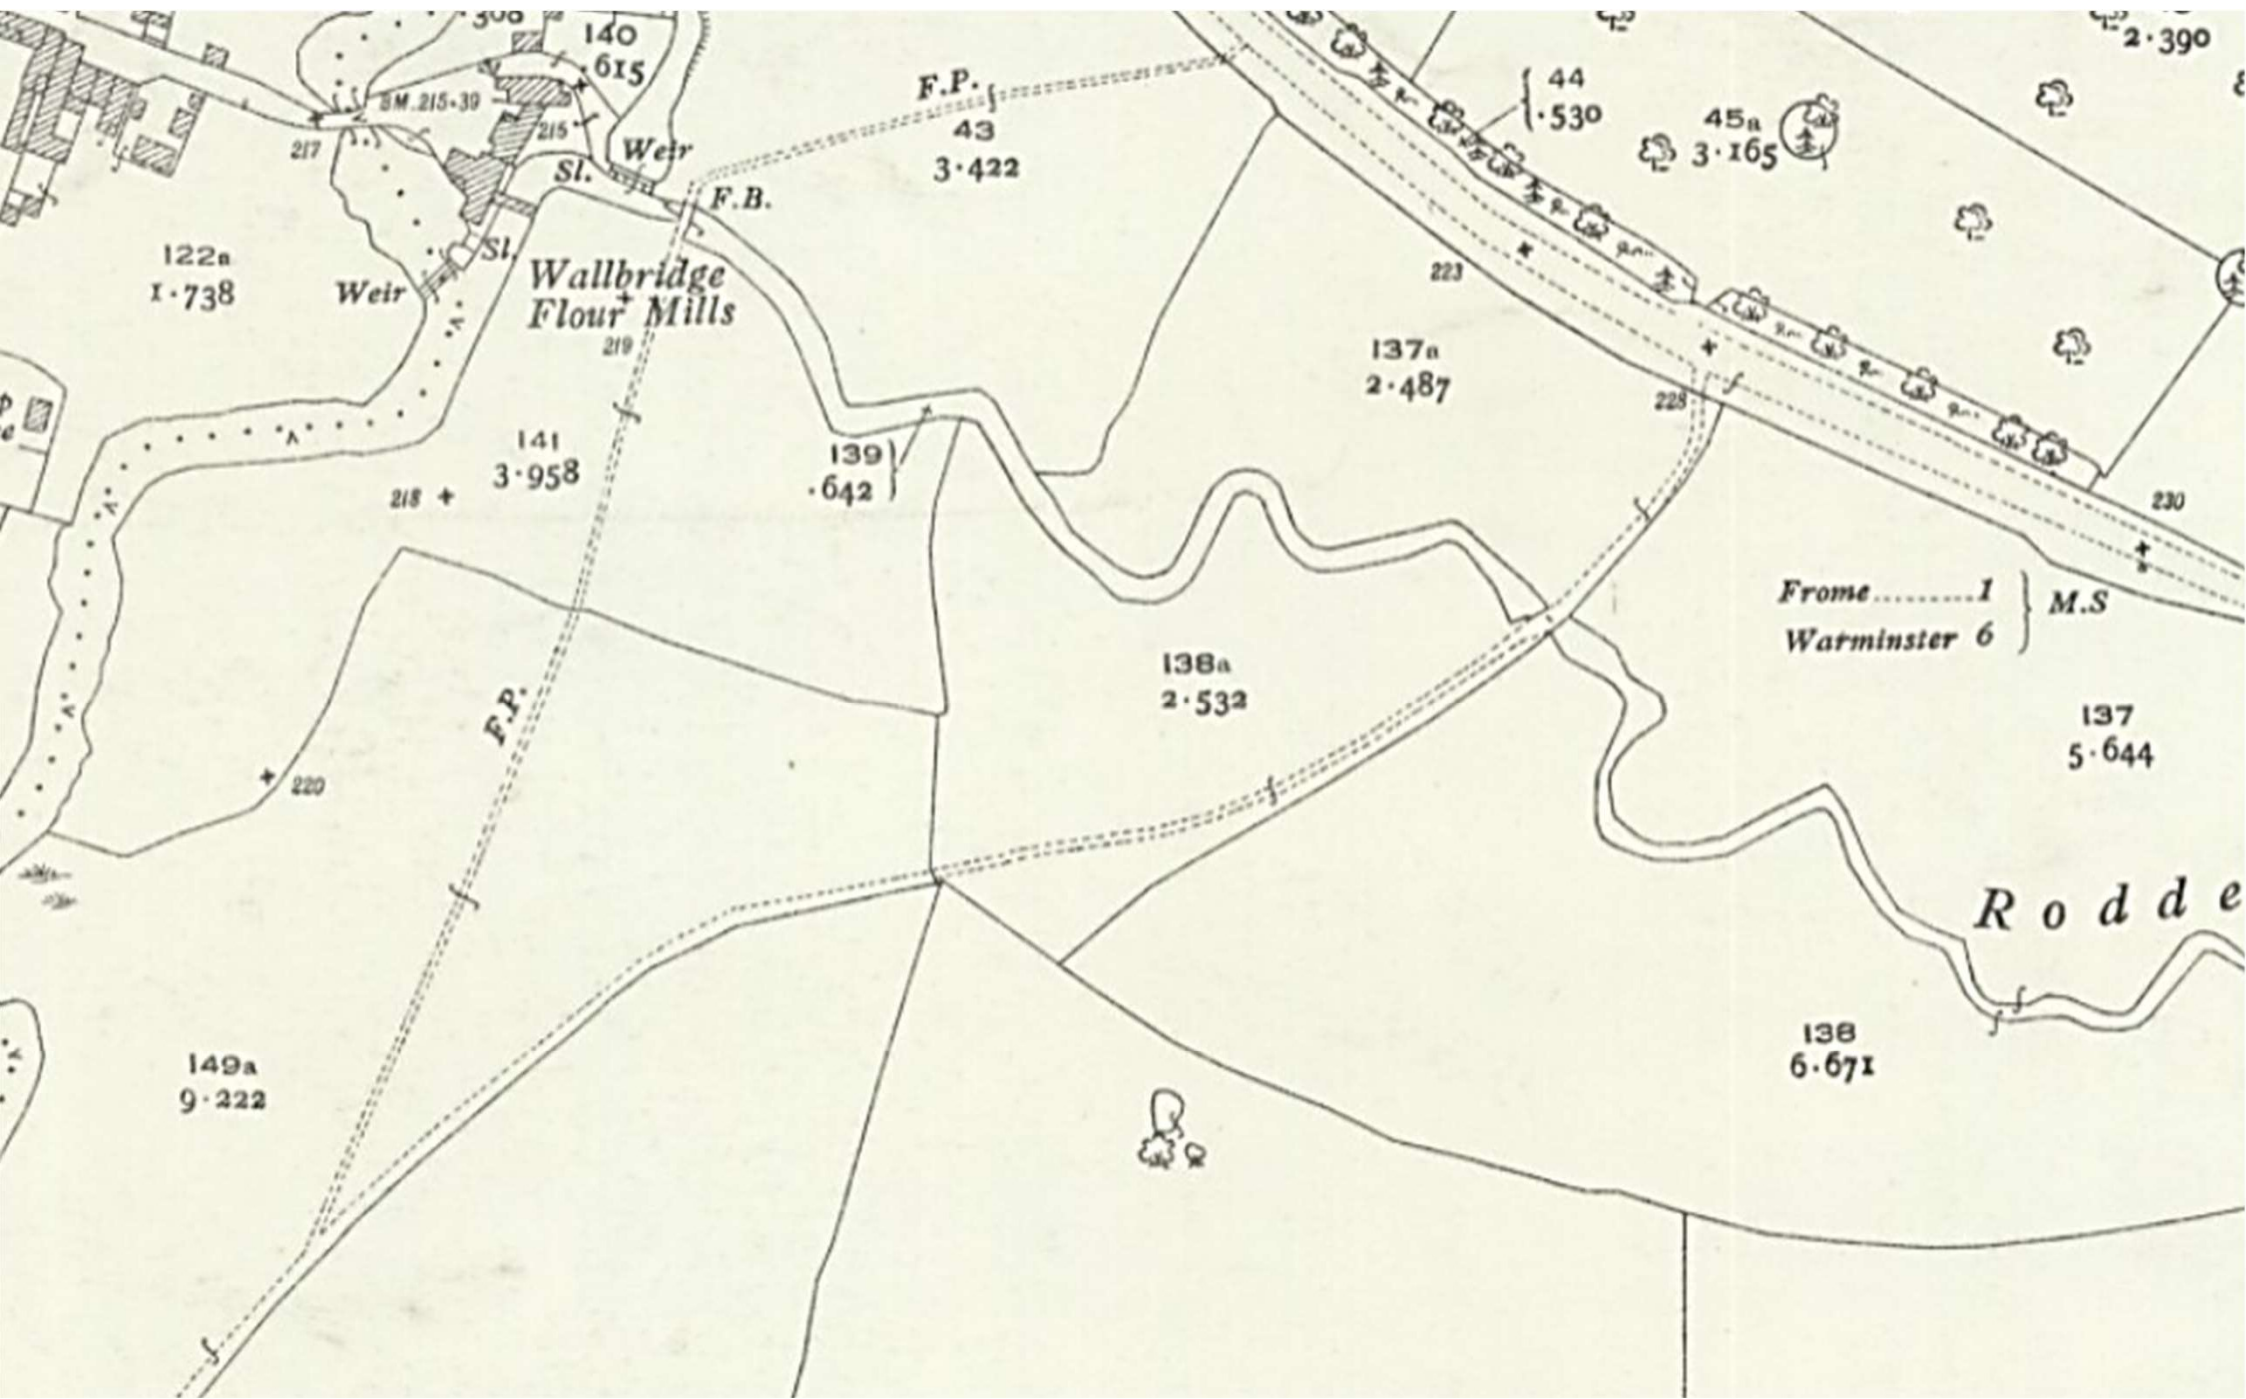 308
140
.615
2.390
B.M. 215.39
217
215
Weir
Sl.
F.P.
43
3.422
F.B.
44
.530
45a
3.165
122a
1.738
Sl.
Weir
Wallbridge
Flour Mills
219
223
137a
2.487
228
141
3.958
218
139
.642
230
Frome.........1
Warminster 6
M.S
138a
2.532
F.P.
220
137
5.644
Rodde
149a
9.222
138
6.671